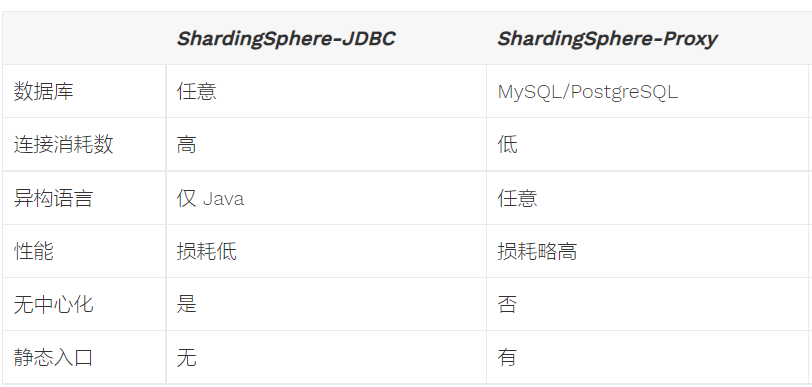 ShardingSphere-JDBC ShardingSphere-Proxy
数据库 任意 MySQL/PostgreSQL
连接消耗数 高 低
异构语言 仅 Java 任意
性能 损耗低 损耗略高
无中心化 是 否
静态入口 无 有